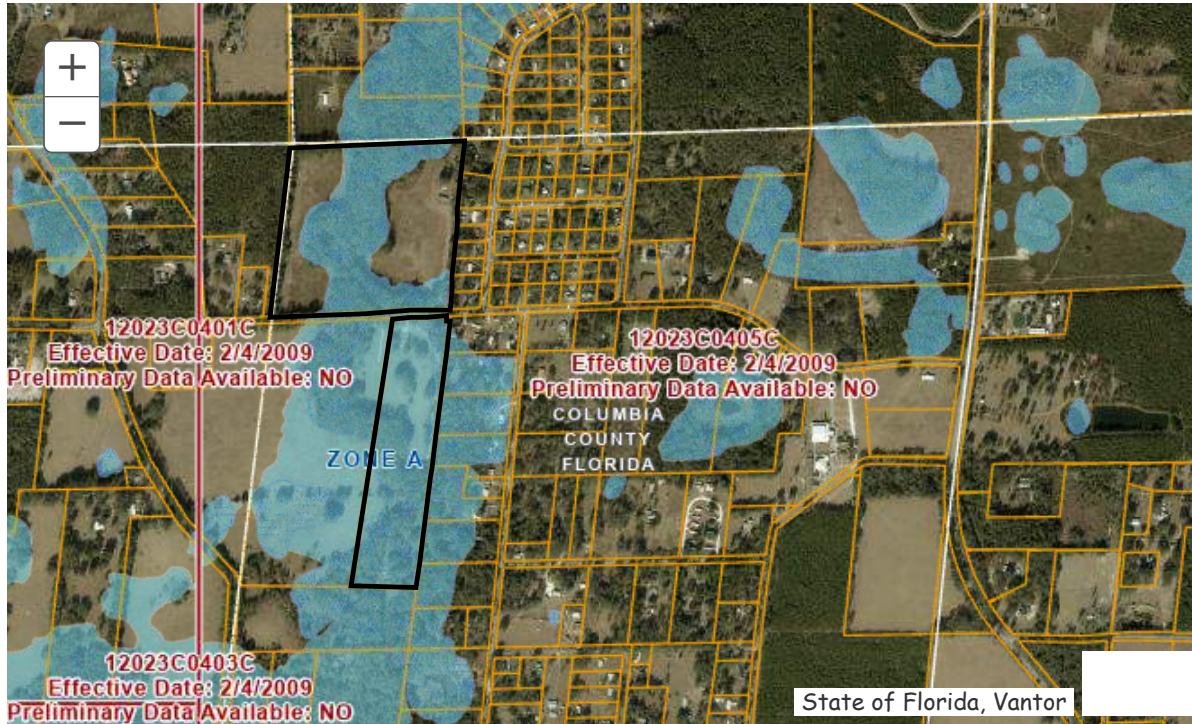 +
−
12023C0401C
Effective Date: 2/4/2009
Preliminary Data Available: NO
12023C0405C
Effective Date: 2/4/2009
Preliminary Data Available: NO
COLUMBIA
COUNTY
FLORIDA
ZONE A
12023C0403C
Effective Date: 2/4/2009
Preliminary Data Available: NO
State of Florida, Vantor